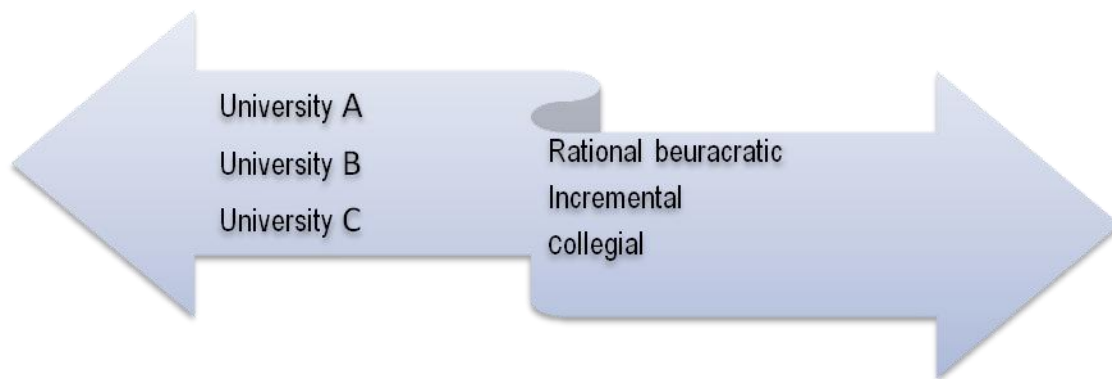 University A
University B
University C
Rational beuracratic
Incremental
collegial